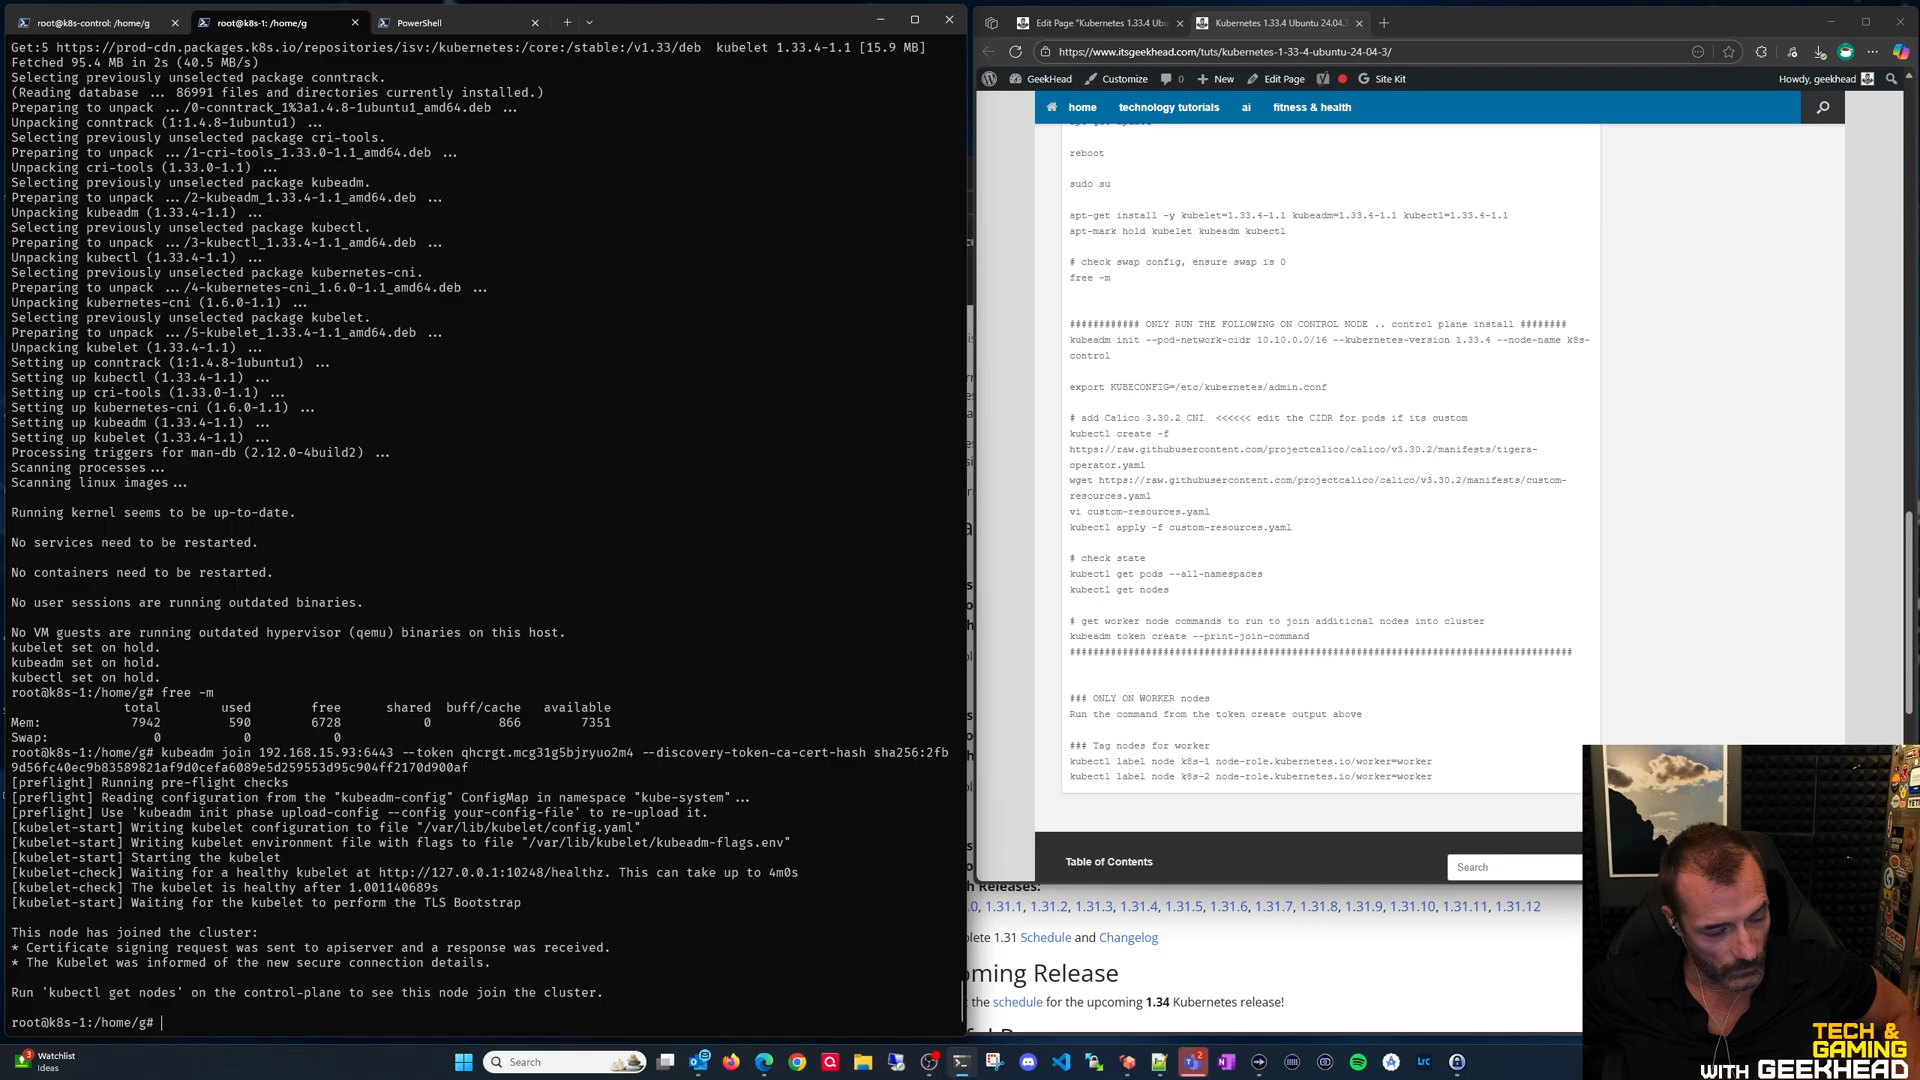 root@k8s-control: /home/g
root@k8s-1: /home/g
PowerShell
Get:5 https://prod-cdn.packages.k8s.io/repositories/isv:/kubernetes:/core:/stable:/v1.33/deb  kubelet 1.33.4-1.1 [15.9 MB]
Fetched 95.4 MB in 2s (40.5 MB/s)
Selecting previously unselected package conntrack.
(Reading database ... 86991 files and directories currently installed.)
Preparing to unpack .../0-conntrack_1%3a1.4.8-1ubuntu1_amd64.deb ...
Unpacking conntrack (1:1.4.8-1ubuntu1) ...
Selecting previously unselected package cri-tools.
Preparing to unpack .../1-cri-tools_1.33.0-1.1_amd64.deb ...
Unpacking cri-tools (1.33.0-1.1) ...
Selecting previously unselected package kubeadm.
Preparing to unpack .../2-kubeadm_1.33.4-1.1_amd64.deb ...
Unpacking kubeadm (1.33.4-1.1) ...
Selecting previously unselected package kubectl.
Preparing to unpack .../3-kubectl_1.33.4-1.1_amd64.deb ...
Unpacking kubectl (1.33.4-1.1) ...
Selecting previously unselected package kubernetes-cni.
Preparing to unpack .../4-kubernetes-cni_1.6.0-1.1_amd64.deb ...
Unpacking kubernetes-cni (1.6.0-1.1) ...
Selecting previously unselected package kubelet.
Preparing to unpack .../5-kubelet_1.33.4-1.1_amd64.deb ...
Unpacking kubelet (1.33.4-1.1) ...
Setting up conntrack (1:1.4.8-1ubuntu1) ...
Setting up kubectl (1.33.4-1.1) ...
Setting up cri-tools (1.33.0-1.1) ...
Setting up kubernetes-cni (1.6.0-1.1) ...
Setting up kubeadm (1.33.4-1.1) ...
Setting up kubelet (1.33.4-1.1) ...
Processing triggers for man-db (2.12.0-4build2) ...
Scanning processes...
Scanning linux images...
Running kernel seems to be up-to-date.
No services need to be restarted.
No containers need to be restarted.
No user sessions are running outdated binaries.
No VM guests are running outdated hypervisor (qemu) binaries on this host.
kubelet set on hold.
kubeadm set on hold.
kubectl set on hold.
root@k8s-1:/home/g# free -m
total used free shared buff/cache available
Mem: 7942 590 6728 0 866 7351
Swap: 0 0 0
root@k8s-1:/home/g# kubeadm join 192.168.15.93:6443 --token qhcrgt.mcg31g5bjryuo2m4 --discovery-token-ca-cert-hash sha256:2fb
9d56fc40ec9b83589821af9d0cefa6089e5d259553d95c904ff2170d900af
[preflight] Running pre-flight checks
[preflight] Reading configuration from the "kubeadm-config" ConfigMap in namespace "kube-system"...
[preflight] Use 'kubeadm init phase upload-config --config your-config-file' to re-upload it.
[kubelet-start] Writing kubelet configuration to file "/var/lib/kubelet/config.yaml"
[kubelet-start] Writing kubelet environment file with flags to file "/var/lib/kubelet/kubeadm-flags.env"
[kubelet-start] Starting the kubelet
[kubelet-check] Waiting for a healthy kubelet at http://127.0.0.1:10248/healthz. This can take up to 4m0s
[kubelet-check] The kubelet is healthy after 1.001140689s
[kubelet-start] Waiting for the kubelet to perform the TLS Bootstrap
This node has joined the cluster:
* Certificate signing request was sent to apiserver and a response was received.
* The Kubelet was informed of the new secure connection details.
Run 'kubectl get nodes' on the control-plane to see this node join the cluster.
root@k8s-1:/home/g#
Edit Page "Kubernetes 1.33.4 Ubu
Kubernetes 1.33.4 Ubuntu 24.04.
https://www.itsgeekhead.com/tuts/kubernetes-1-33-4-ubuntu-24-04-3/
GeekHead Customize 0 New Edit Page Site Kit Howdy, geekhead
home technology tutorials ai fitness & health
reboot
sudo su
apt-get install -y kubelet=1.33.4-1.1 kubeadm=1.33.4-1.1 kubectl=1.33.4-1.1
apt-mark hold kubelet kubeadm kubectl
# check swap config, ensure swap is 0
free -m
############ ONLY RUN THE FOLLOWING ON CONTROL NODE .. control plane install ########
kubeadm init --pod-network-cidr 10.10.0.0/16 --kubernetes-version 1.33.4 --node-name k8s-
control
export KUBECONFIG=/etc/kubernetes/admin.conf
# add Calico 3.30.2 CNI  <<<<<< edit the CIDR for pods if its custom
kubectl create -f
https://raw.githubusercontent.com/projectcalico/calico/v3.30.2/manifests/tigera-
operator.yaml
wget https://raw.githubusercontent.com/projectcalico/calico/v3.30.2/manifests/custom-
resources.yaml
vi custom-resources.yaml
kubectl apply -f custom-resources.yaml
# check state
kubectl get pods --all-namespaces
kubectl get nodes
# get worker node commands to run to join additional nodes into cluster
kubeadm token create --print-join-command
######################################################################################
### ONLY ON WORKER nodes
Run the command from the token create output above
### Tag nodes for worker
kubectl label node k8s-1 node-role.kubernetes.io/worker=worker
kubectl label node k8s-2 node-role.kubernetes.io/worker=worker
Table of Contents
Search
h Releases:
.0, 1.31.1, 1.31.2, 1.31.3, 1.31.4, 1.31.5, 1.31.6, 1.31.7, 1.31.8, 1.31.9, 1.31.10, 1.31.11, 1.31.12
plete 1.31 Schedule and Changelog
oming Release
t the schedule for the upcoming 1.34 Kubernetes release!
TECH &
GAMING
WITH GEEKHEAD
3
Watchlist
Ideas
Search
2
Lrc